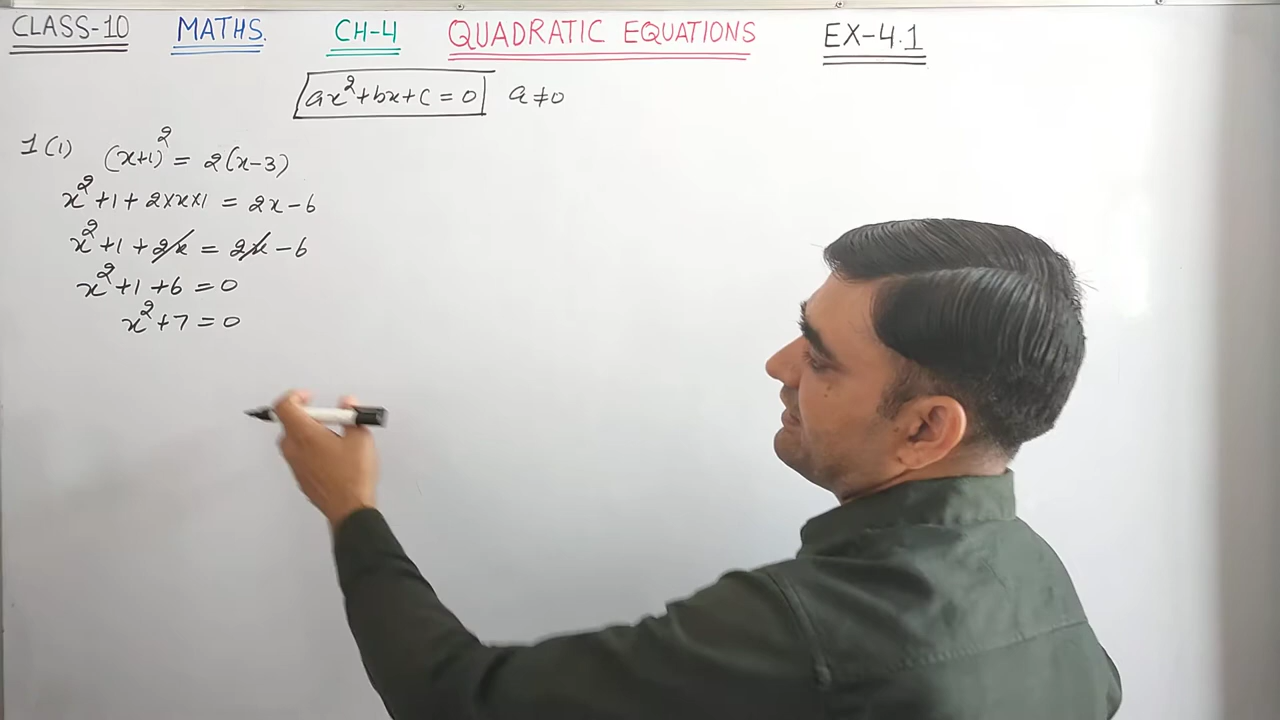 CLASS-10 MATHS. CH-4 QUADRATIC EQUATIONS EX-4.1
ax²+bx+c=0 a≠0
1(i) (x+1)² = 2(x-3)
x²+1+2×x×1 = 2x-6
x²+1+2x = 2x-6
x²+1+6=0
x²+7=0